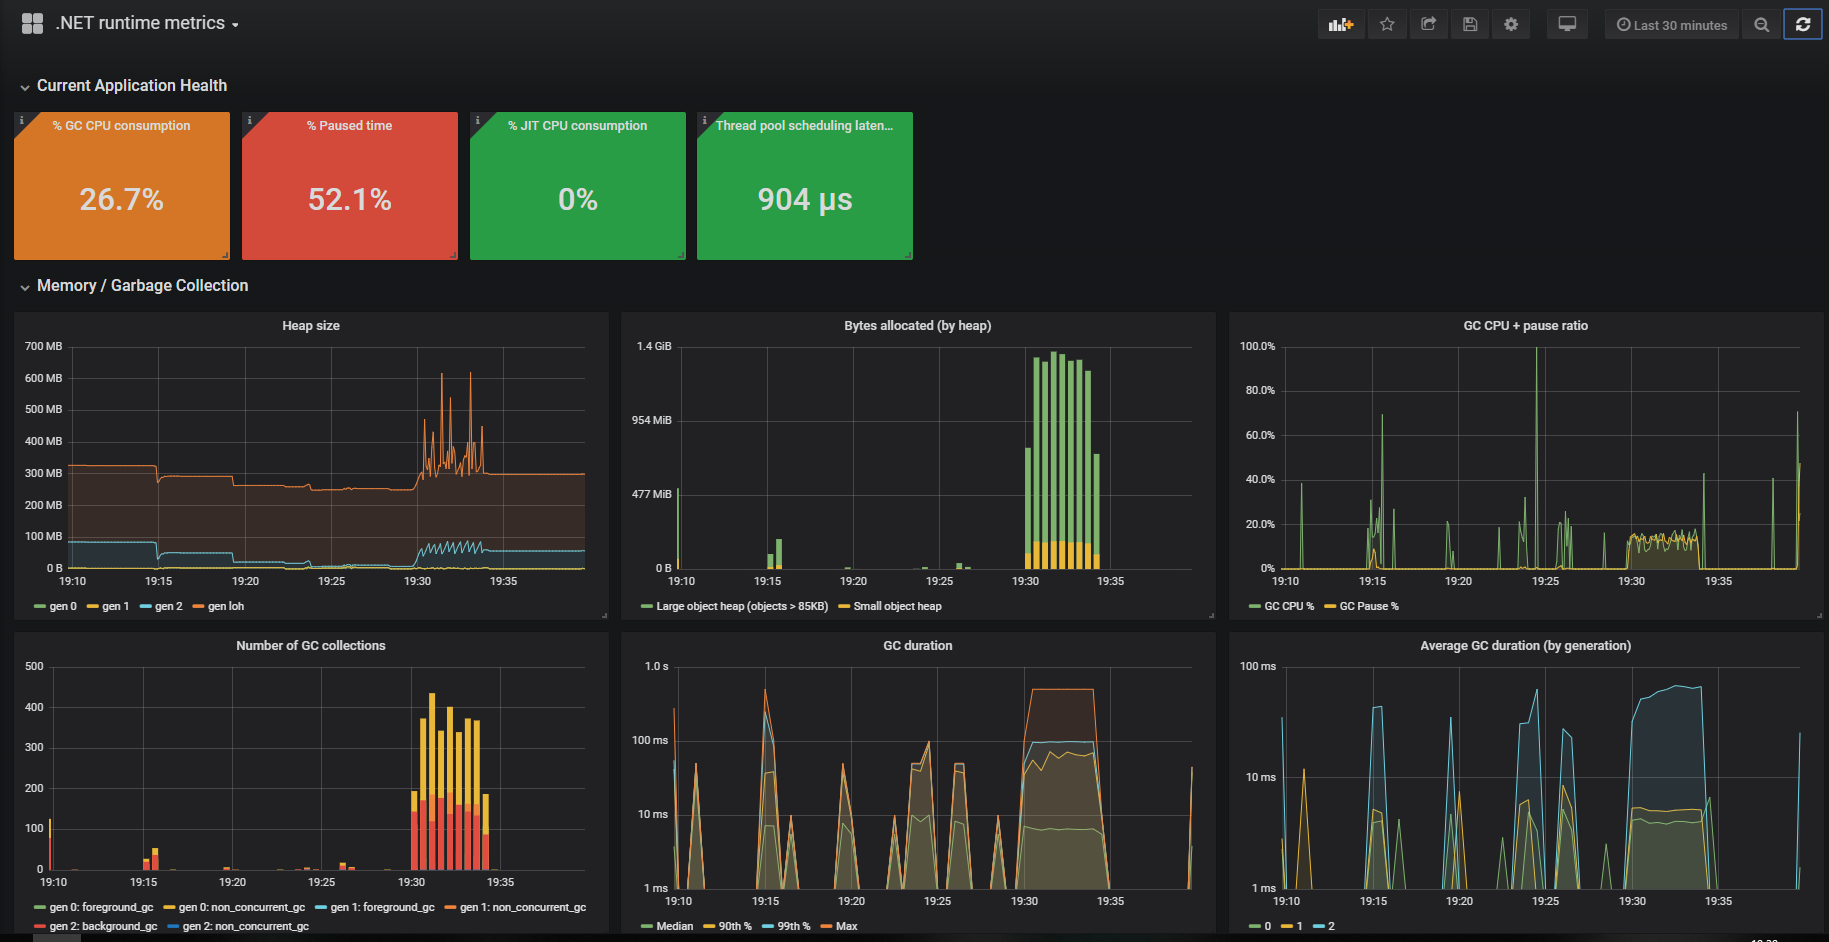 .NET runtime metrics
Last 30 minutes
Current Application Health
% GC CPU consumption
26.7%
% Paused time
52.1%
% JIT CPU consumption
0%
Thread pool scheduling laten...
904 µs
Memory / Garbage Collection
Heap size
700 MB
600 MB
500 MB
400 MB
300 MB
200 MB
100 MB
0 B
19:10 19:15 19:20 19:25 19:30 19:35
gen 0 gen 1 gen 2 gen loh
Bytes allocated (by heap)
1.4 GiB
954 MiB
477 MiB
0 B
19:10 19:15 19:20 19:25 19:30 19:35
Large object heap (objects > 85KB) Small object heap
GC CPU + pause ratio
100.0%
80.0%
60.0%
40.0%
20.0%
0%
19:10 19:15 19:20 19:25 19:30 19:35
GC CPU % GC Pause %
Number of GC collections
500
400
300
200
100
0
19:10 19:15 19:20 19:25 19:30 19:35
gen 0: foreground_gc gen 0: non_concurrent_gc gen 1: foreground_gc gen 1: non_concurrent_gc
gen 2: background_gc gen 2: non_concurrent_gc
GC duration
1.0 s
100 ms
10 ms
1 ms
19:10 19:15 19:20 19:25 19:30 19:35
Median 90th % 99th % Max
Average GC duration (by generation)
100 ms
10 ms
1 ms
19:10 19:15 19:20 19:25 19:30 19:35
0 1 2